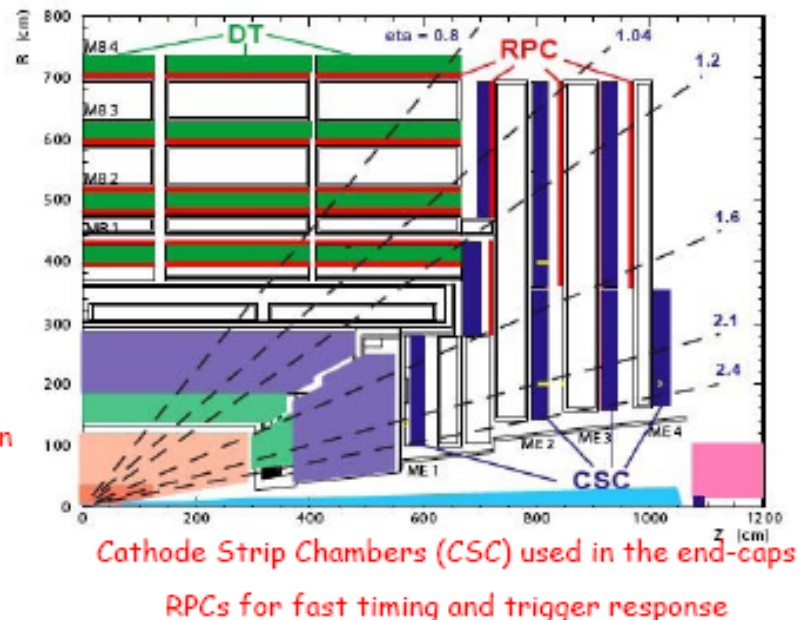 800
DT
eta = 0.8
RPC
1.04
1.2
R [cm]
MB 4
700
MB 3
600
MB 2
500
MB 1
1.6
400
300
2.1
200
2.4
n
100
ME 1
ME 2
ME 3
ME 4
CSC
0
0
200
400
600
800
1000
1200
Z [cm]
Cathode Strip Chambers (CSC) used in the end-caps
RPCs for fast timing and trigger response